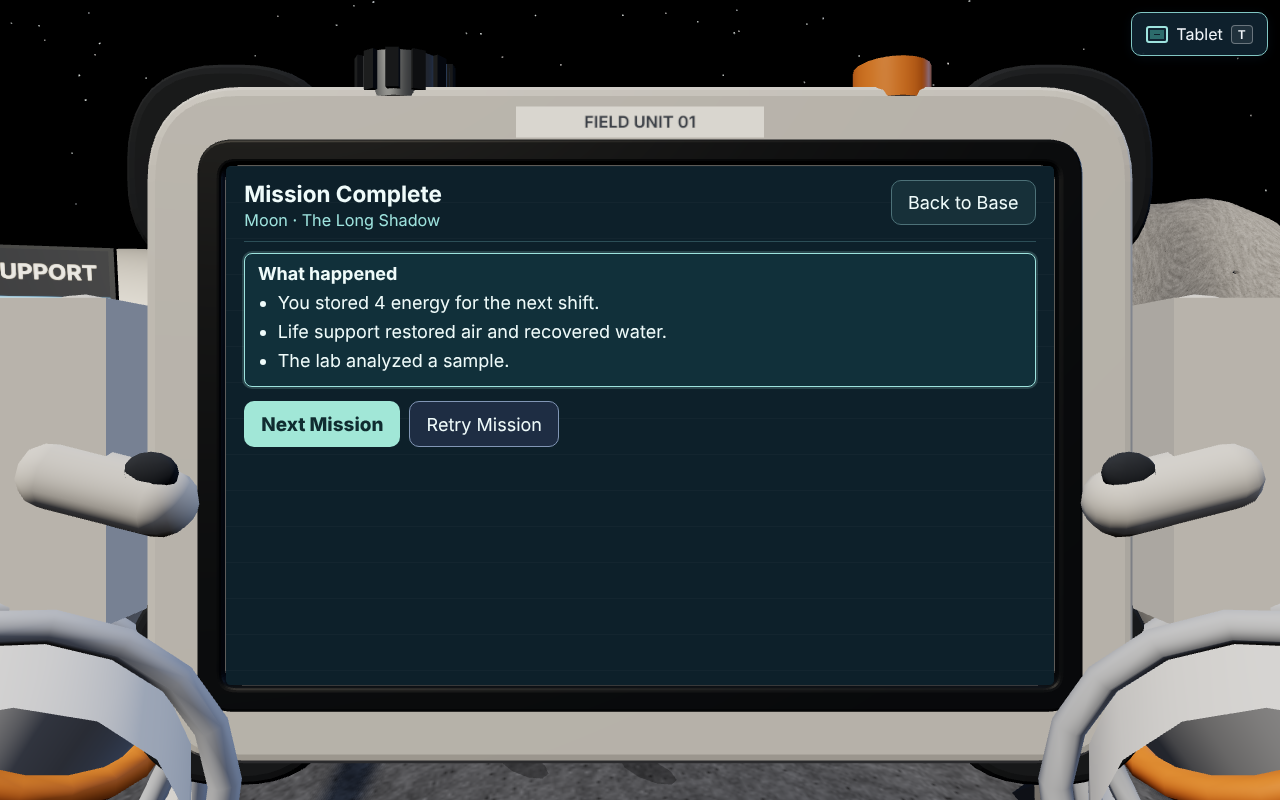 Tablet T
FIELD UNIT 01
Mission Complete
Moon · The Long Shadow
Back to Base
UPPORT
What happened
• You stored 4 energy for the next shift.
• Life support restored air and recovered water.
• The lab analyzed a sample.
Next Mission
Retry Mission